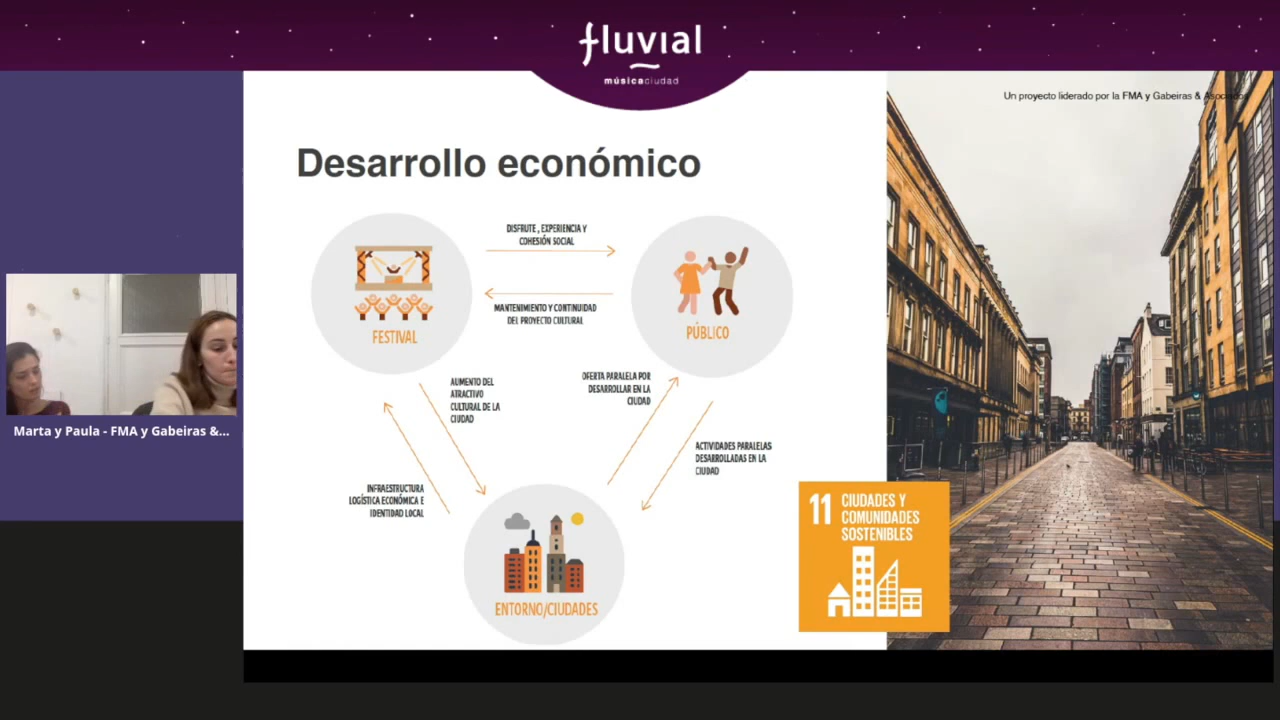 fluvial
músicaciudad
Un proyecto liderado por la FMA y Gabeiras & Asociados
Desarrollo económico
DISFRUTE , EXPERIENCIA Y
COHESIÓN SOCIAL
MANTENIMIENTO Y CONTINUIDAD
DEL PROYECTO CULTURAL
FESTIVAL
PÚBLICO
AUMENTO DEL
ATRACTIVO
CULTURAL DE LA
CIUDAD
OFERTA PARALELA POR
DESARROLLAR EN LA
CIUDAD
INFRAESTRUCTURA
LOGÍSTICA ECONÓMICA E
IDENTIDAD LOCAL
ACTIVIDADES PARALELAS
DESARROLLADAS EN LA
CIUDAD
ENTORNO/CIUDADES
11 CIUDADES Y
COMUNIDADES
SOSTENIBLES
Marta y Paula - FMA y Gabeiras &...